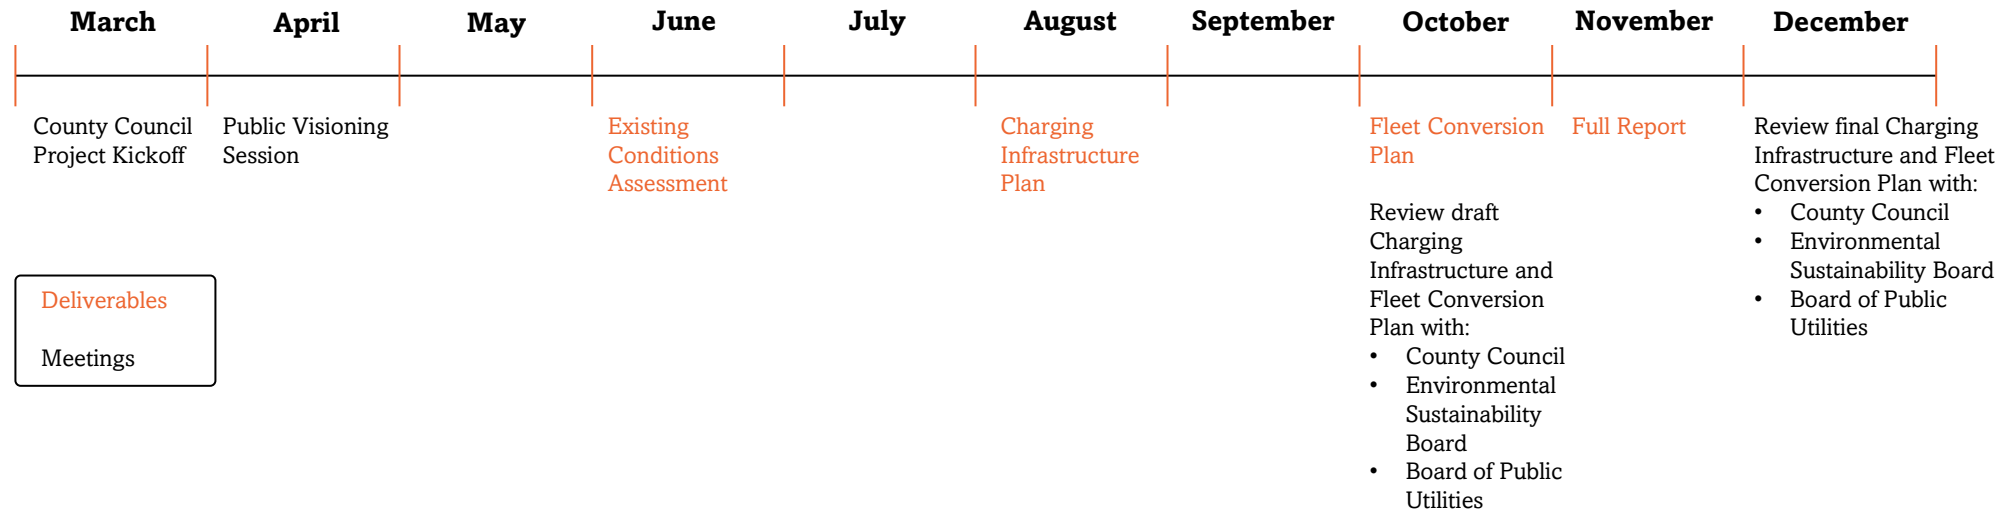 March
April
May
June
July
August
September
October
November
December
County Council
Project Kickoff
Public Visioning
Session
Existing
Conditions
Assessment
Charging
Infrastructure
Plan
Fleet Conversion
Plan
Review draft
Charging
Infrastructure and
Fleet Conversion
Plan with:
• County Council
• Environmental
Sustainability
Board
• Board of Public
Utilities
Full Report
Review final Charging
Infrastructure and Fleet
Conversion Plan with:
• County Council
• Environmental
Sustainability Board
• Board of Public
Utilities
Deliverables
Meetings